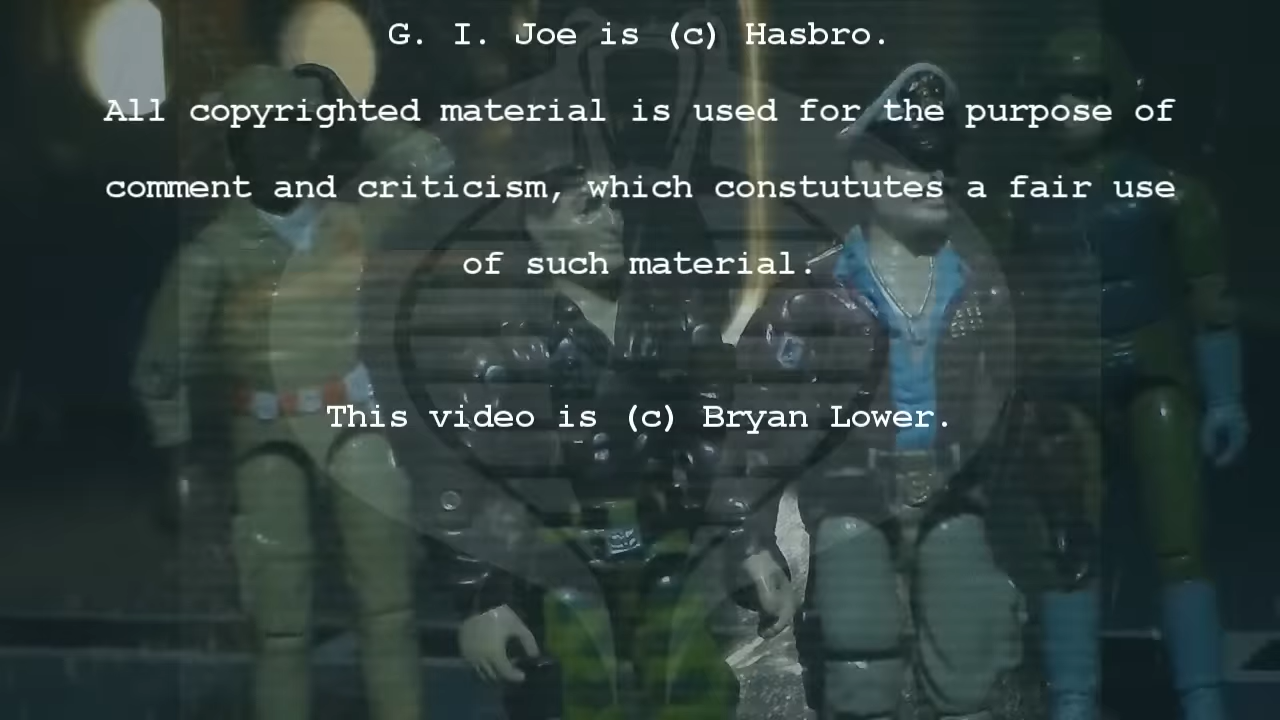 G. I. Joe is (c) Hasbro.
All copyrighted material is used for the purpose of
comment and criticism, which constututes a fair use
of such material.
This video is (c) Bryan Lower.